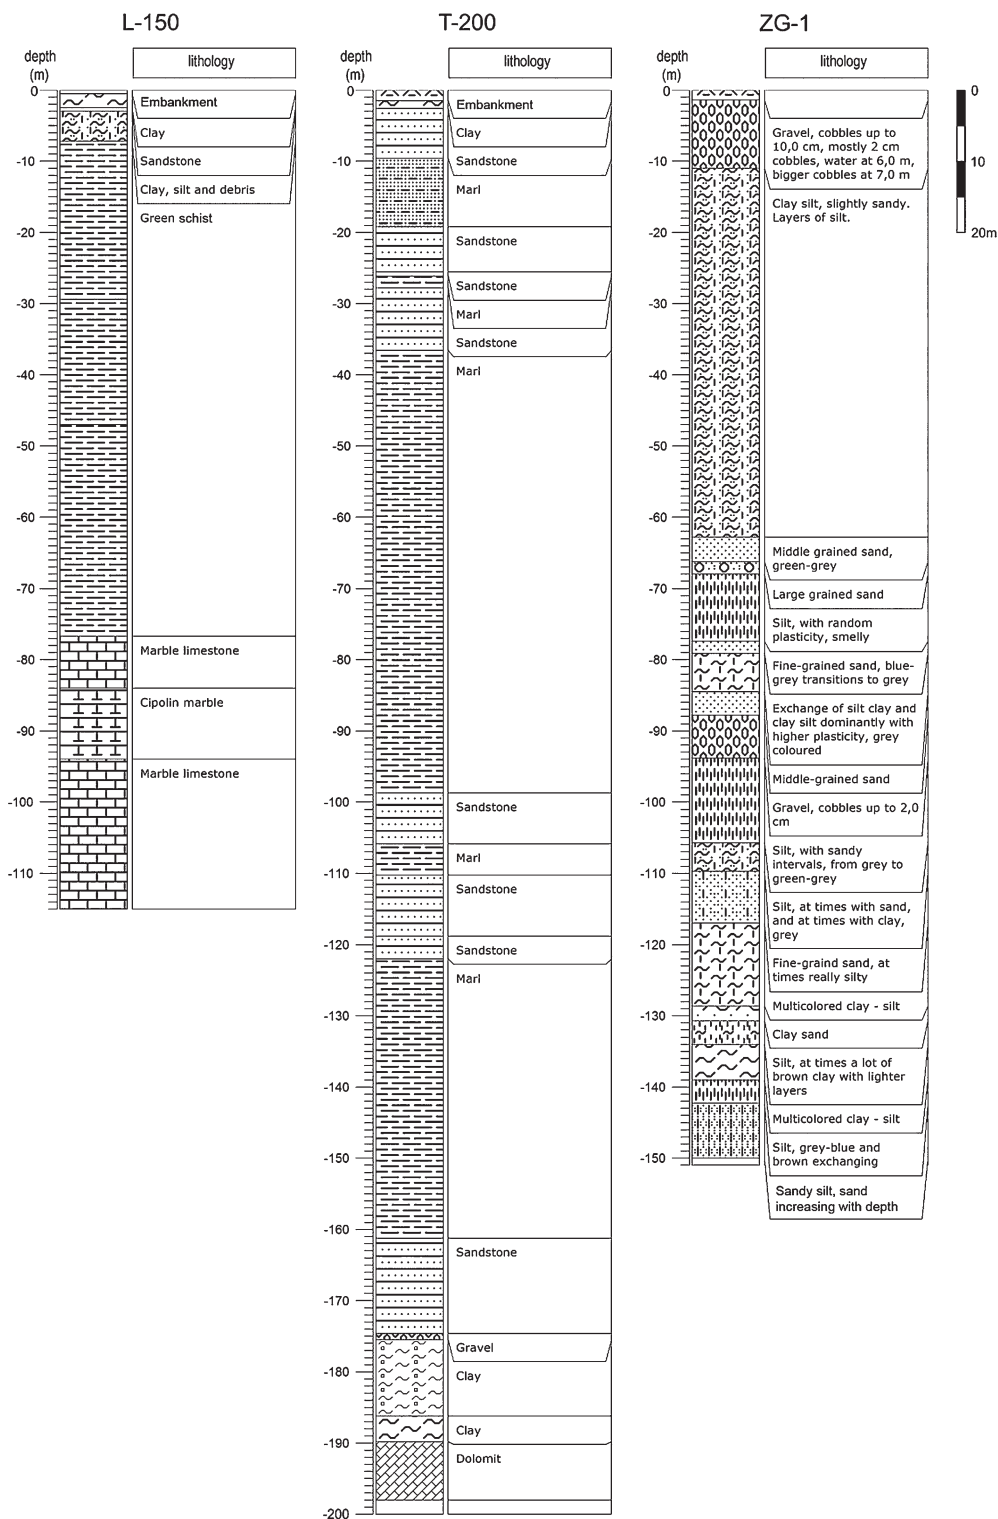 L-150
depth
(m)
lithology
0
-10
-20
-30
-40
-50
-60
-70
-80
-90
-100
-110
Embankment
Clay
Sandstone
Clay, silt and debris
Green schist
Marble limestone
Cipolin marble
Marble limestone
T-200
depth
(m)
lithology
0
-10
-20
-30
-40
-50
-60
-70
-80
-90
-100
-110
-120
-130
-140
-150
-160
-170
-180
-190
-200
Embankment
Clay
Sandstone
Marl
Sandstone
Sandstone
Marl
Sandstone
Marl
Sandstone
Marl
Sandstone
Sandstone
Marl
Sandstone
Gravel
Clay
Clay
Dolomit
ZG-1
depth
(m)
lithology
0
-10
-20
-30
-40
-50
-60
-70
-80
-90
-100
-110
-120
-130
-140
-150
Gravel, cobbles up to
10,0 cm, mostly 2 cm
cobbles, water at 6,0 m,
bigger cobbles at 7,0 m
Clay silt, slightly sandy.
Layers of silt.
Middle grained sand,
green-grey
Large grained sand
Silt, with random
plasticity, smelly
Fine-grained sand, blue-
grey transitions to grey
Exchange of silt clay and
clay silt dominantly with
higher plasticity, grey
coloured
Middle-grained sand
Gravel, cobbles up to 2,0
cm
Silt, with sandy
intervals, from grey to
green-grey
Silt, at times with sand,
and at times with clay,
grey
Fine-graind sand, at
times really silty
Multicolored clay - silt
Clay sand
Silt, at times a lot of
brown clay with lighter
layers
Multicolored clay - silt
Silt, grey-blue and
brown exchanging
Sandy silt, sand
increasing with depth
0
10
20m